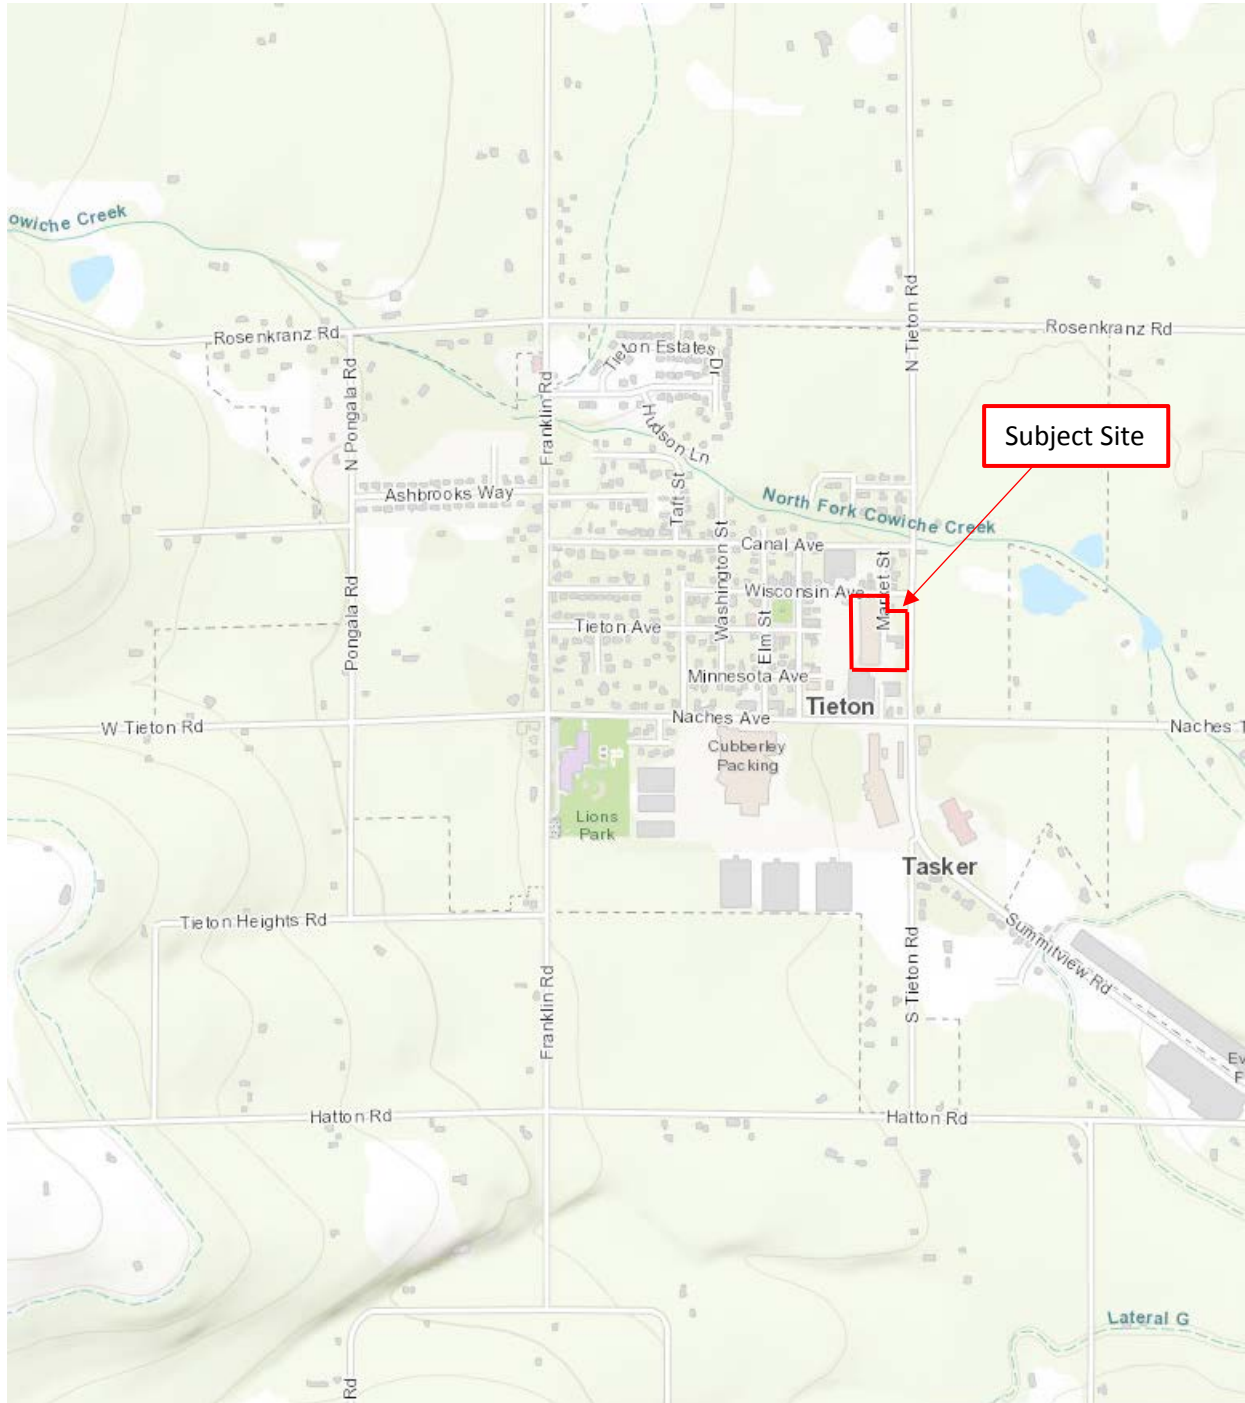 owiche Creek
Rosenkranz Rd
Rosenkranz Rd
N Tieton Rd
Tieton Estates Dr
N Pongala Rd
Franklin Rd
Subject Site
Hudson Ln
Ashbrooks Way
Taft St
North Fork Cowiche Creek
Canal Ave
Washington St
Market St
Wisconsin Ave
Tieton Ave
Elm St
Pongala Rd
Minnesota Ave
Tieton
Naches Ave
W Tieton Rd
Naches T
Cubberley
Packing
Lions
Park
Tasker
Tieton Heights Rd
Summitview Rd
S Tieton Rd
Franklin Rd
Ev
F
Hatton Rd
Hatton Rd
Lateral G
Rd